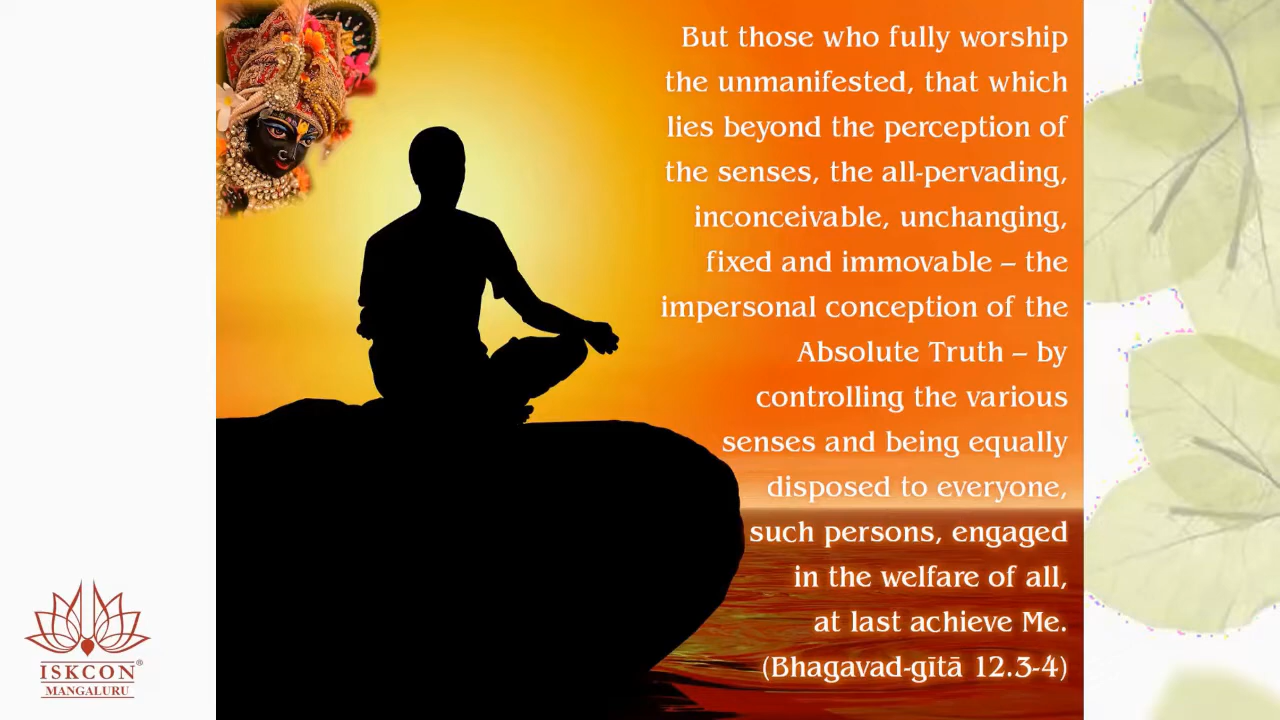 But those who fully worship
the unmanifested, that which
lies beyond the perception of
the senses, the all-pervading,
inconceivable, unchanging,
fixed and immovable – the
impersonal conception of the
Absolute Truth – by
controlling the various
senses and being equally
disposed to everyone,
such persons, engaged
in the welfare of all,
at last achieve Me.
(Bhagavad-gītā 12.3-4)
ISKCON®
MANGALURU